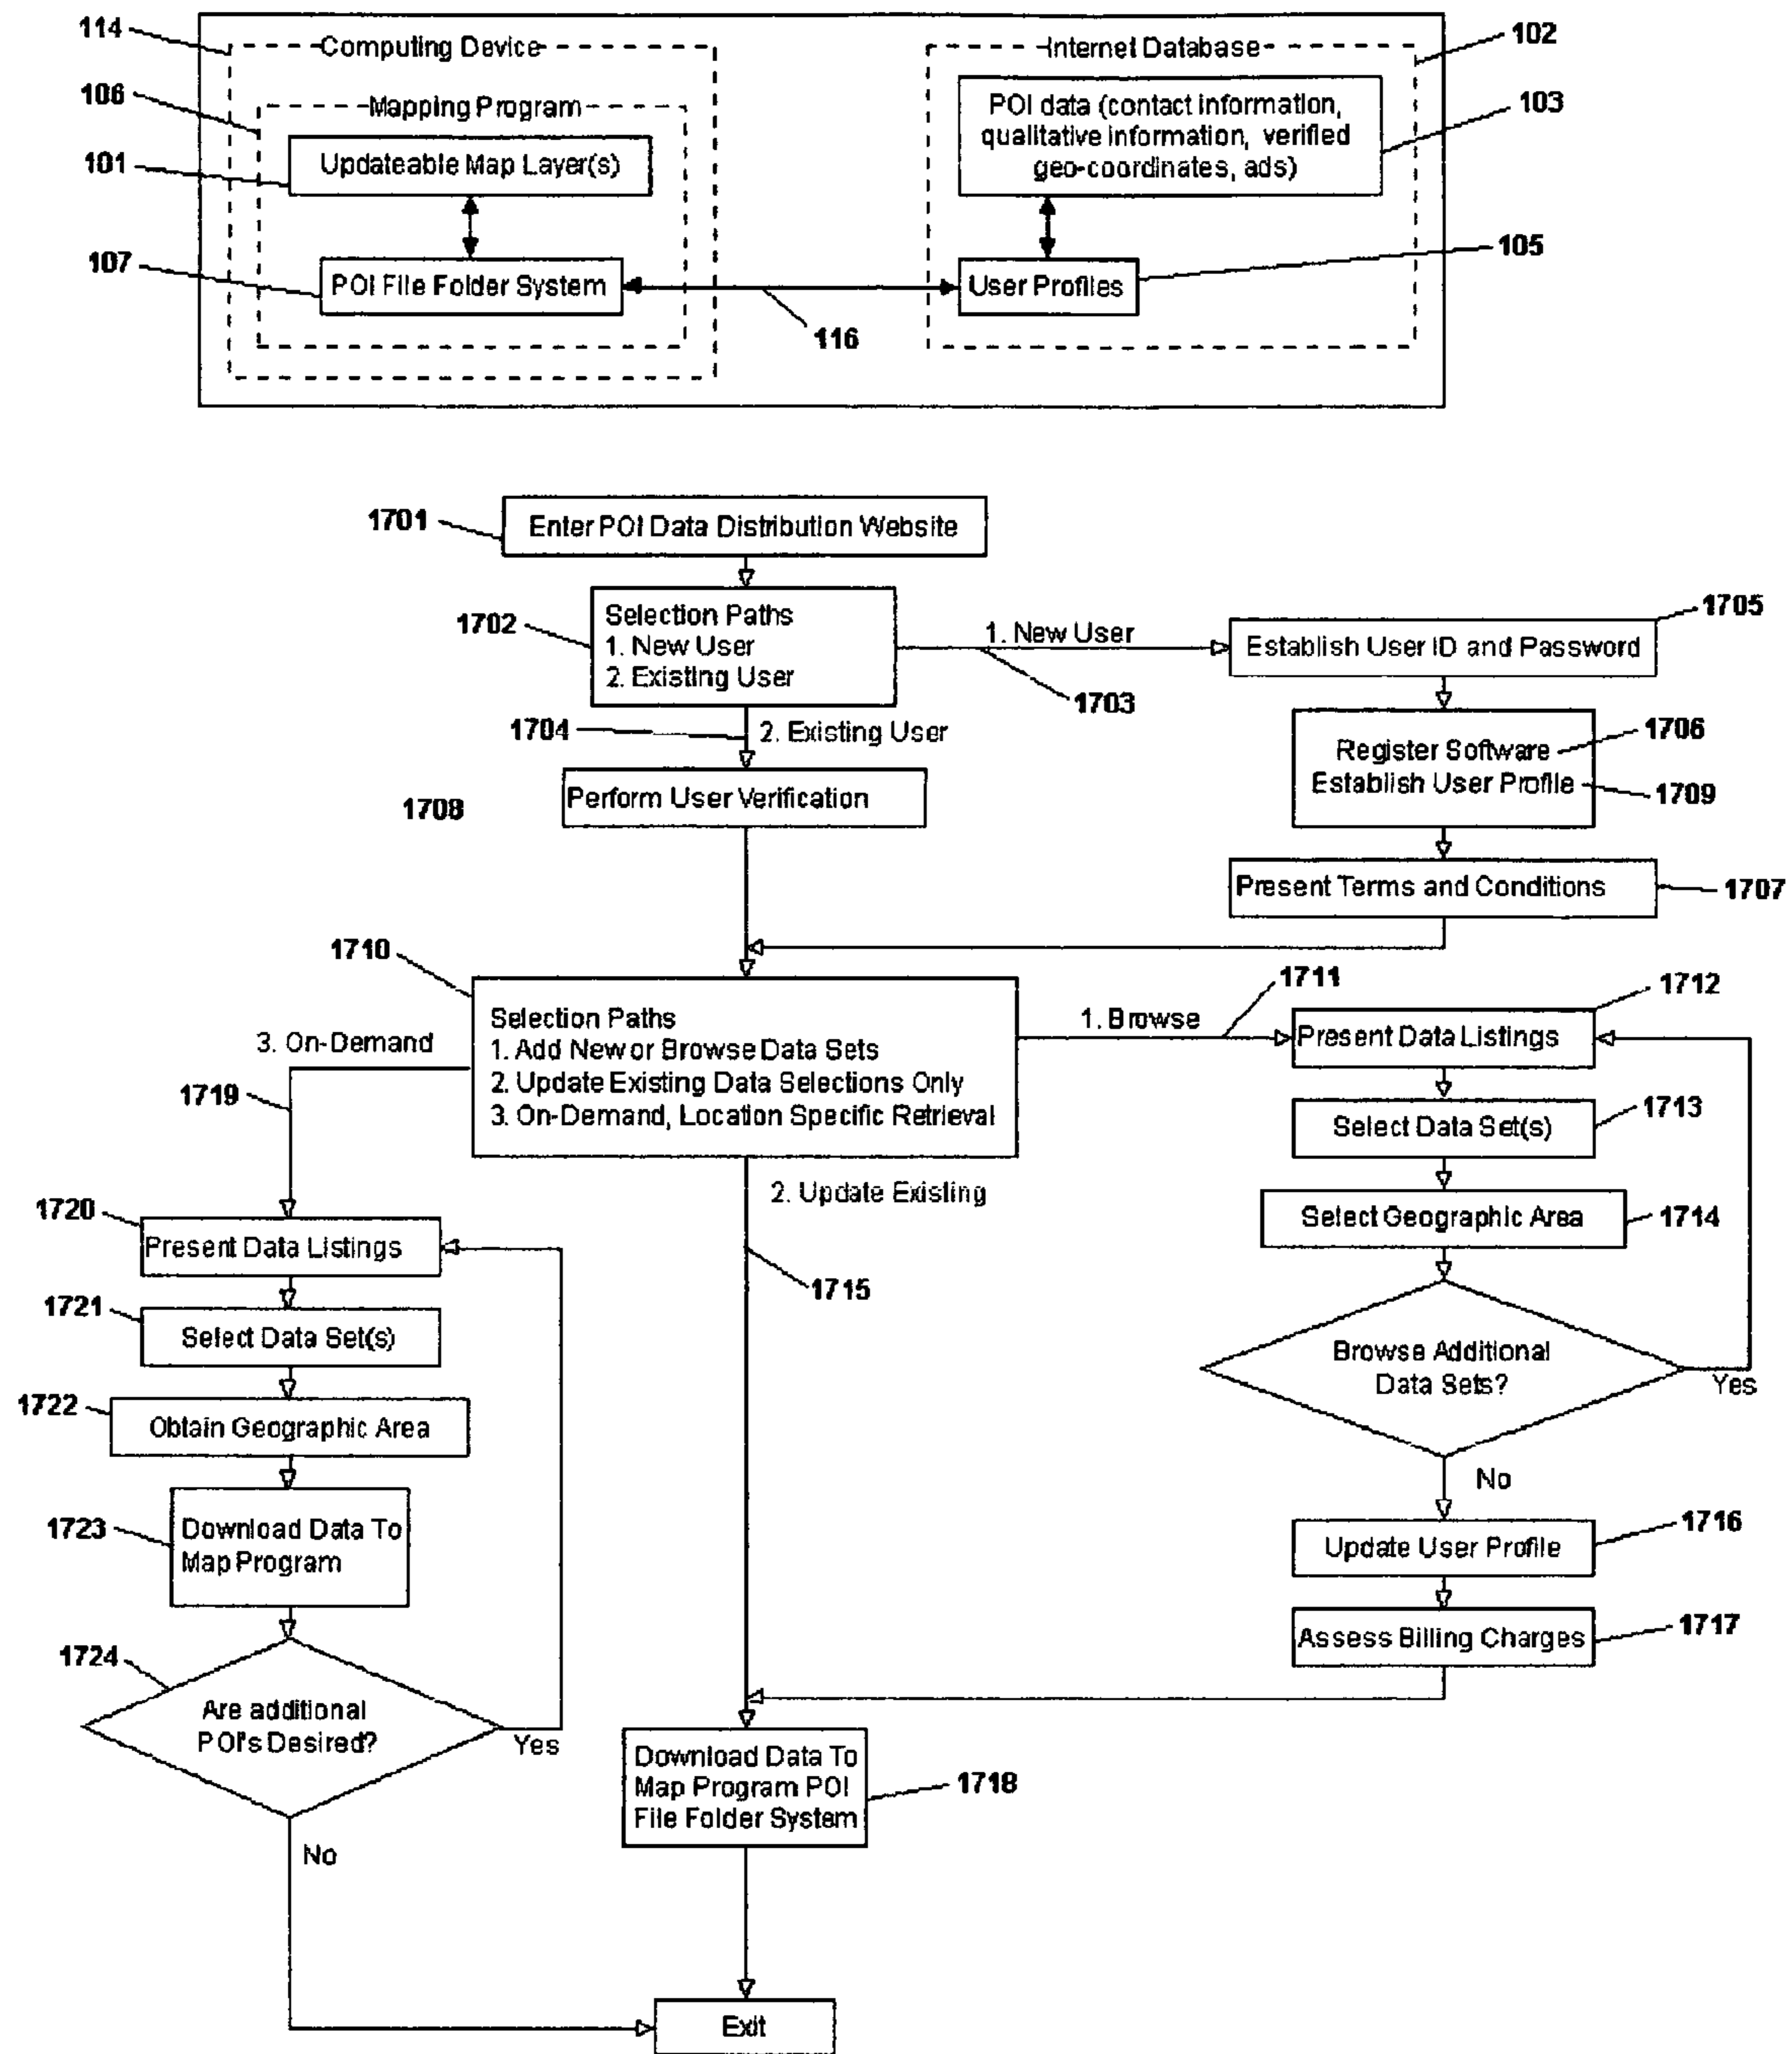 114
Computing Device
Internet Database
102
106
Mapping Program
POI data (contact information,
qualitative information, verified
geo-coordinates, ads)
103
101
Updateable Map Layer(s)
107
POI File Folder System
User Profiles
105
116
1701
Enter POI Data Distribution Website
1702
Selection Paths
1. New User
2. Existing User
1. New User
1703
1705
Establish User ID and Password
1704
2. Existing User
Register Software
1706
Establish User Profile
1709
1708
Perform User Verification
Present Terms and Conditions
1707
1710
Selection Paths
1. Add New or Browse Data Sets
2. Update Existing Data Selections Only
3. On-Demand, Location Specific Retrieval
1. Browse
1711
1712
Present Data Listings
3. On-Demand
1719
Select Data Set(s)
1713
2. Update Existing
1715
Select Geographic Area
1714
1720
Present Data Listings
1721
Select Data Set(s)
Browse Additional
Data Sets?
Yes
No
1722
Obtain Geographic Area
1723
Download Data To
Map Program
Update User Profile
1716
Assess Billing Charges
1717
1724
Are additional
POI's Desired?
Yes
No
Download Data To
Map Program POI
File Folder System
1718
Exit